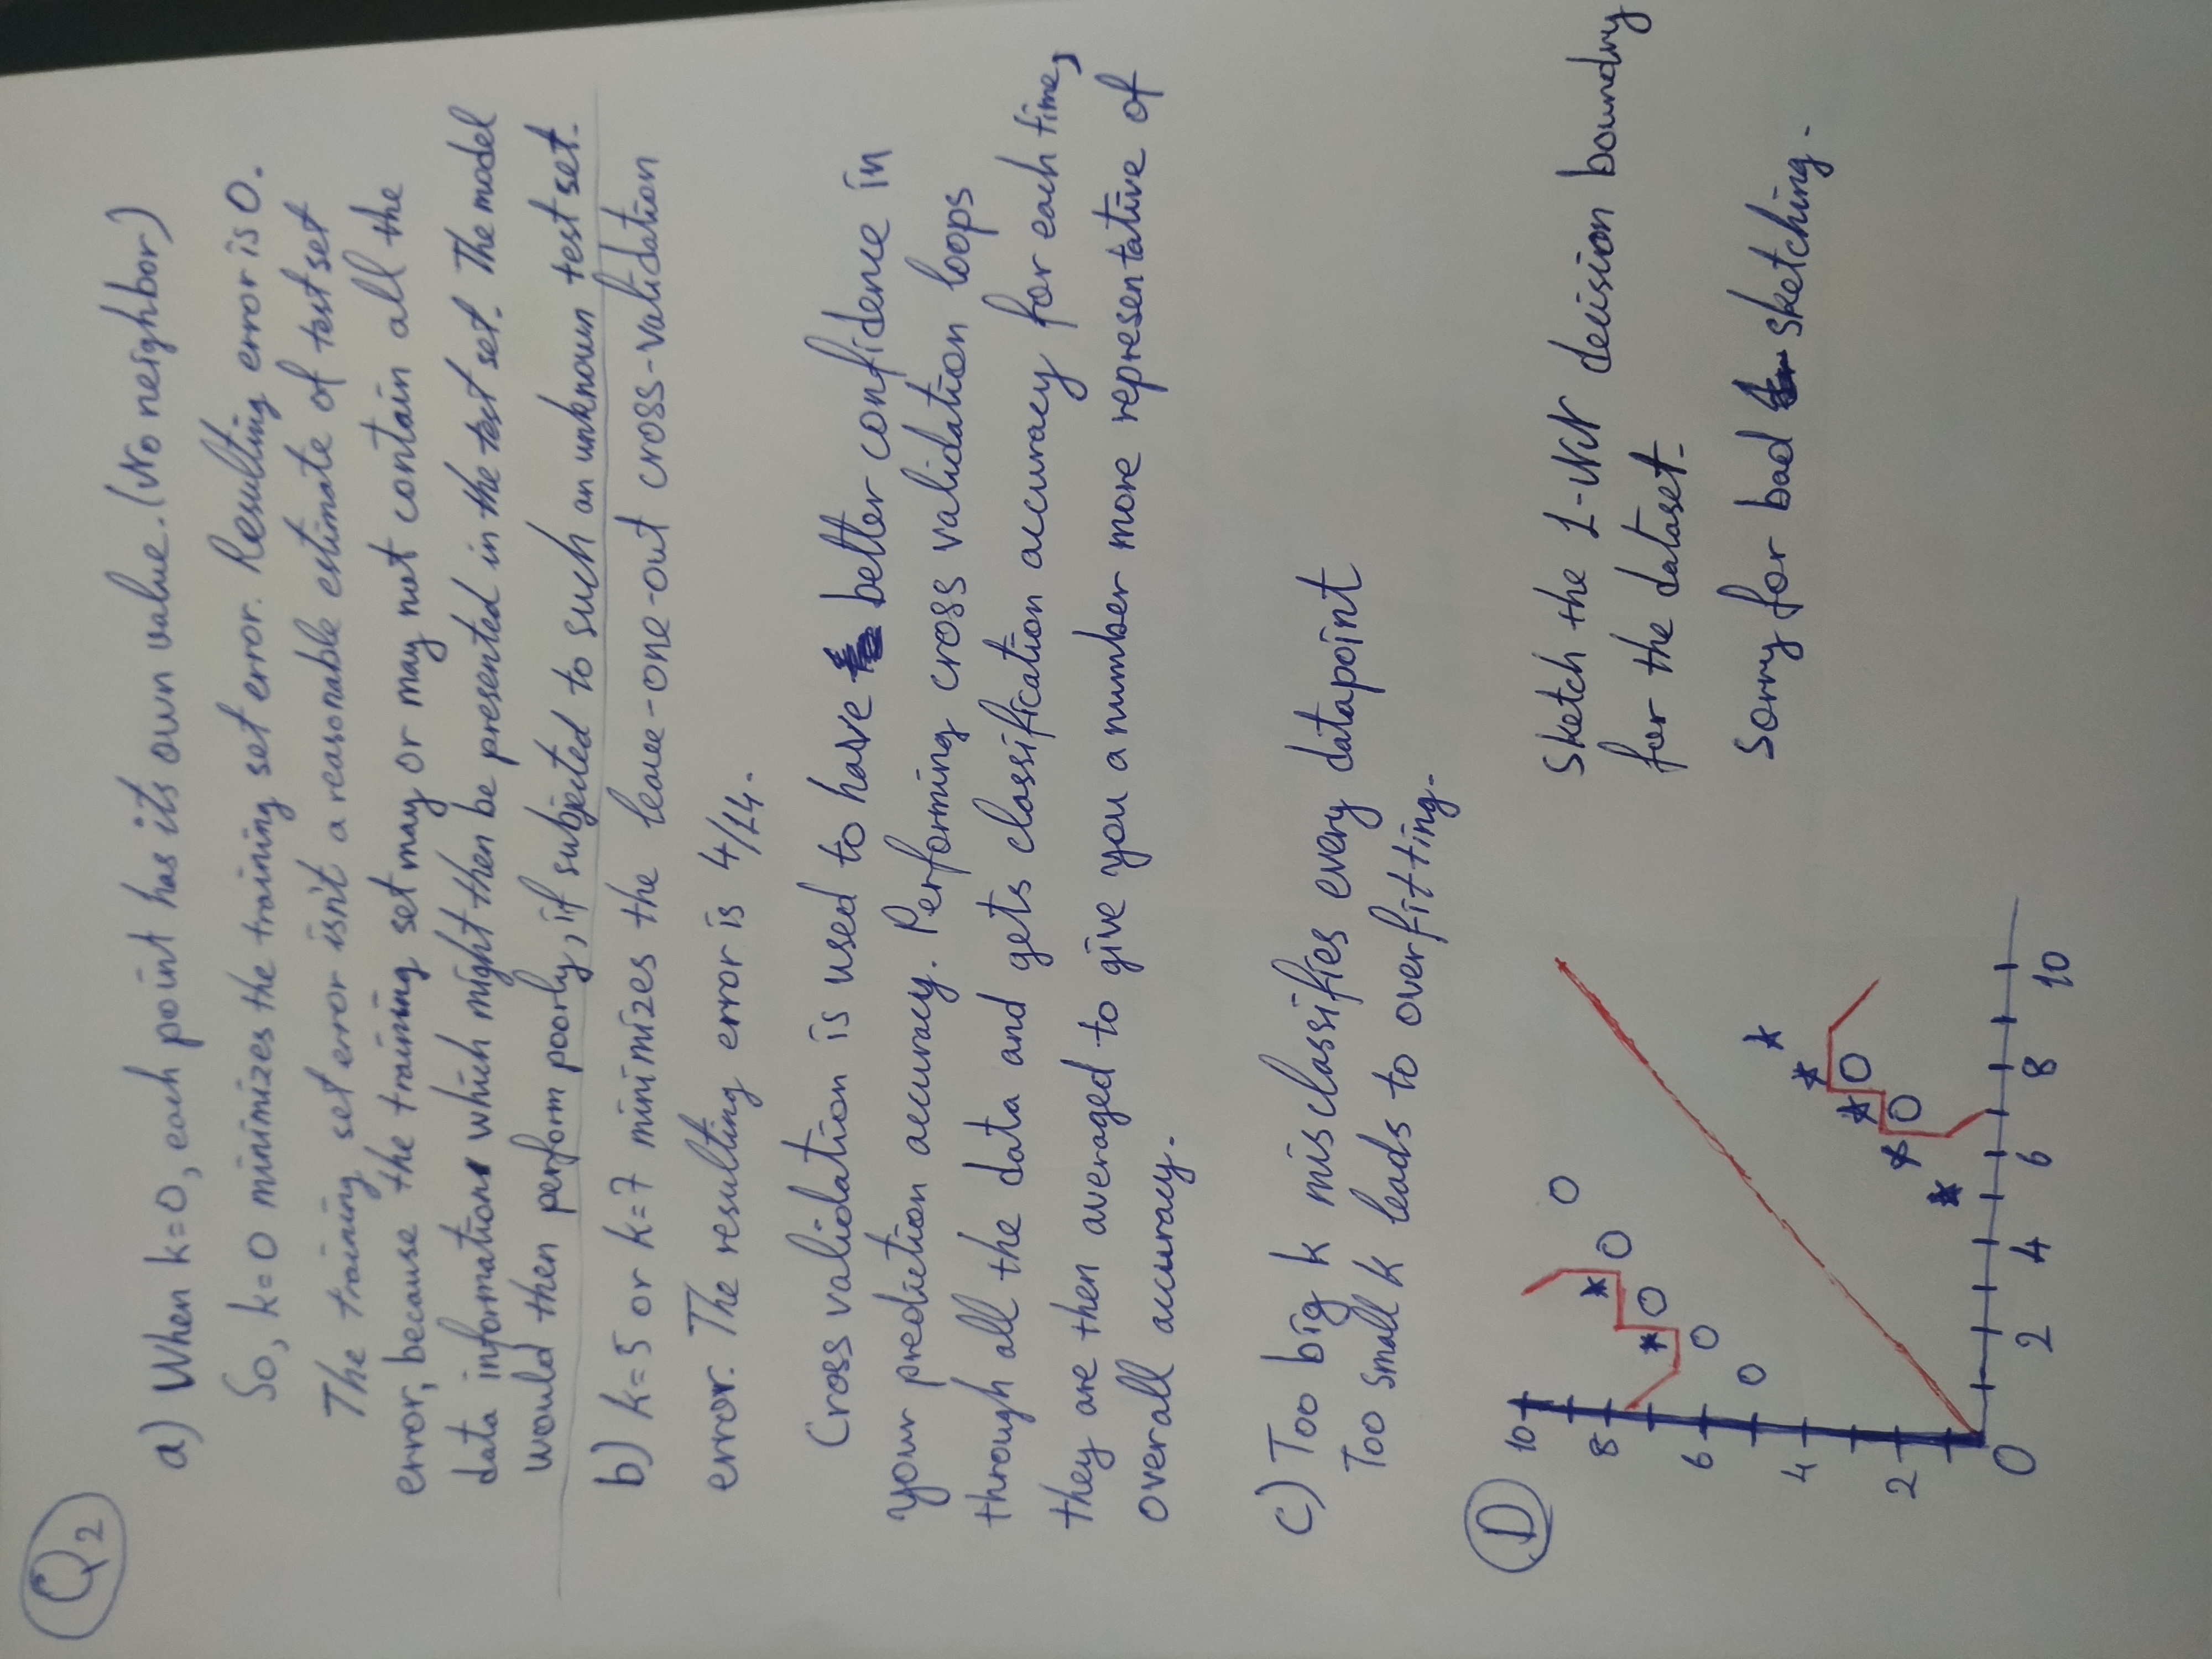 Q2
a) When k=0, each point has its own value. (No neighbor)
So, k=0 minimizes the training set error. Resulting error is 0.
The training set error isn't a reasonable estimate of test set
error, because the training set may or may not contain all the
data information which might then be presented in the test set. The model
would then perform poorly, if subjected to such an unknown test set.
b) k=5 or k=7 minimizes the leave-one-out cross-validation
error. The resulting error is 4/14.
Cross validation is used to have better confidence in
your prediction accuracy. Performing cross validation loops
through all the data and gets classification accuracy for each time,
they are then averaged to give you a number more representative of
overall accuracy.
c) Too big k misclassifies every datapoint
Too small k leads to overfitting.
D
10
8
6
4
2
0
2 4 6 8 10
Sketch the 1-NN decision boundry
for the dataset.
Sorry for bad sketching.